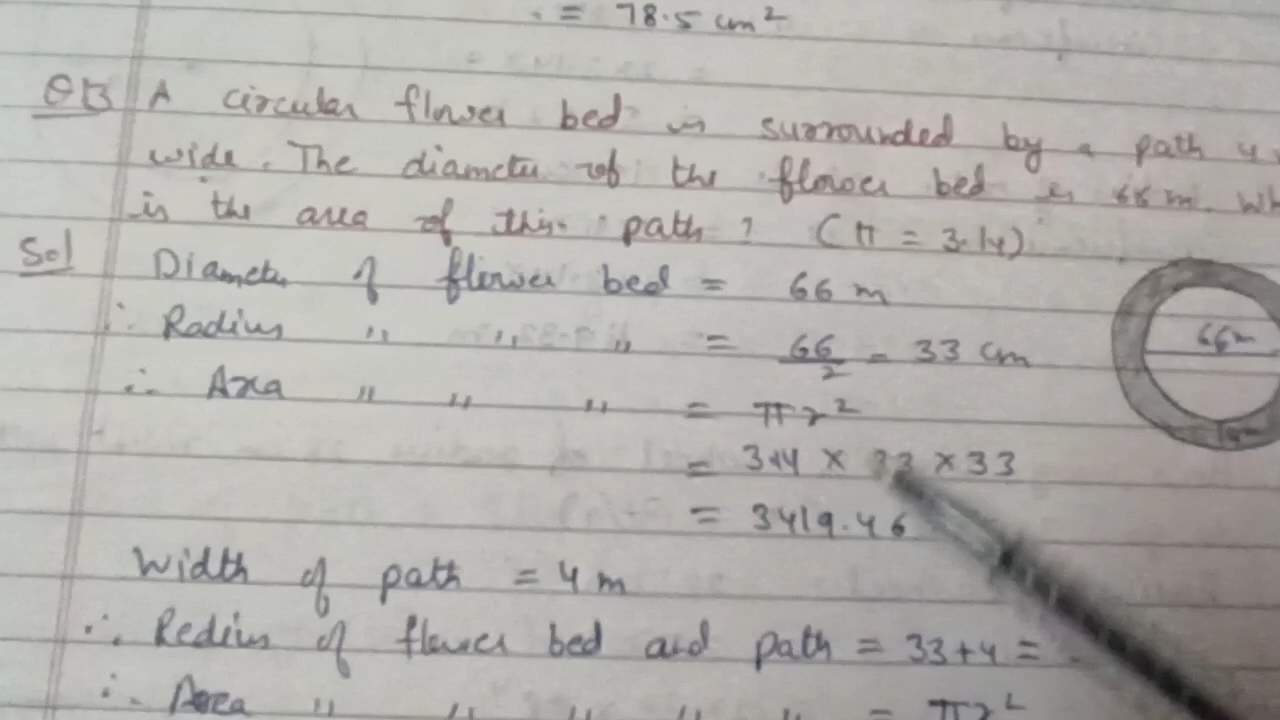 = 78.5 cm²
Q13 A circular flower bed is surrounded by a path 4
wide. The diameter of the flower bed is 66 m.
is the area of this path? (π = 3.14)
Sol Diameter of flower bed = 66 m
∴ Radius " " " = 66/2 = 33 cm
66m
∴ Area " " " = πr²
= 3.14 × 33 × 33
= 3419.46
Width of path = 4 m
∴ Redius of flower bed and path = 33+4 =
∴ Area " " " " " = πr²